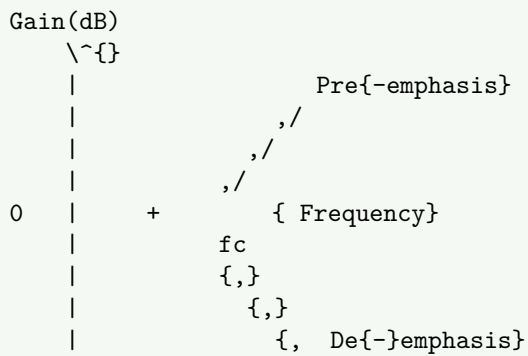 Gain(dB)
\^{}
| Pre{-emphasis}
| ,/
| ,/
| ,/
0 | + { Frequency}
| fc
| {,}
| {,}
| {, De{-}emphasis}